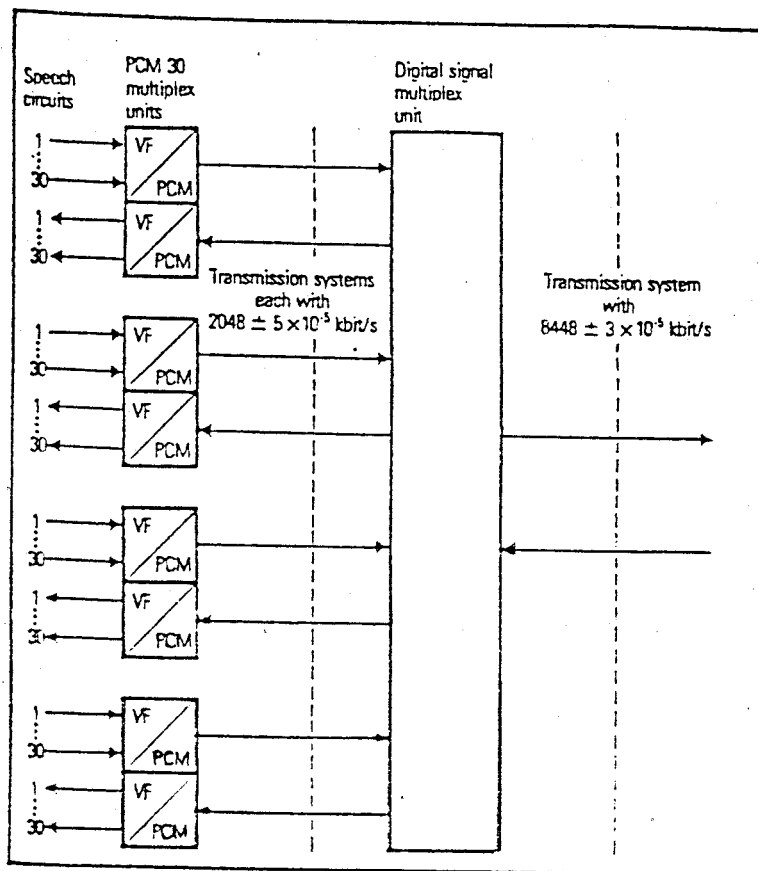 Speech
circuits
PCM 30
multiplex
units
Digital signal
multiplex
unit
1
30
VF
PCM
1
30
VF
PCM
Transmission systems
each with
2048 ± 5 × 10⁻⁵ kbit/s
Transmission system
with
8448 ± 3 × 10⁻⁵ kbit/s
1
30
VF
PCM
1
30
VF
PCM
1
30
VF
PCM
1
30
VF
PCM
1
30
VF
PCM
1
30
VF
PCM